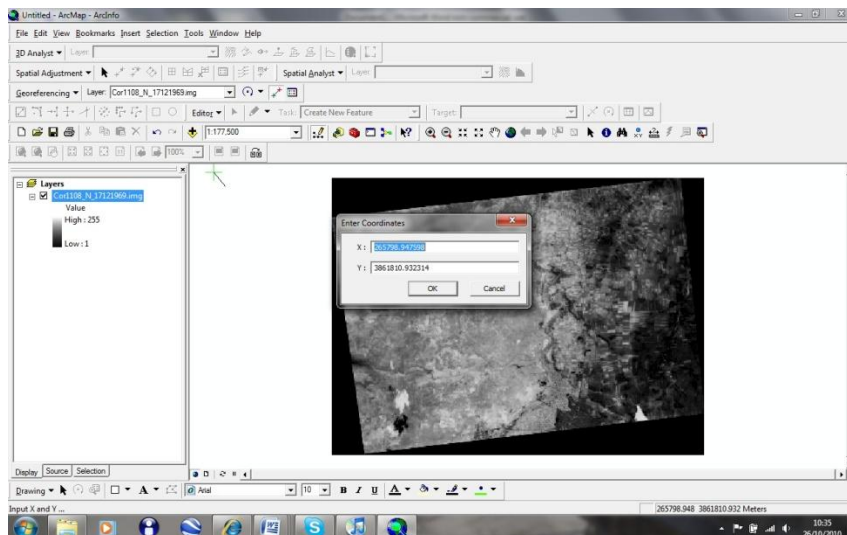 Untitled - ArcMap - ArcInfo
File Edit View Bookmarks Insert Selection Tools Window Help
3D Analyst Layer:
Spatial Adjustment Spatial Analyst Layer:
Georeferencing Layer: Cor1108_N_17121969.img
Editor Task: Create New Feature Target:
1:177,500
100%
Layers
Cor1108_N_17121969.img
Value
High : 255
Low : 1
Enter Coordinates
X : 265798.947598
Y : 3861810.932314
OK Cancel
Display Source Selection
Drawing A Arial 10 B I U A
Input X and Y ... 265798.948 3861810.932 Meters
10:35
26/10/2010